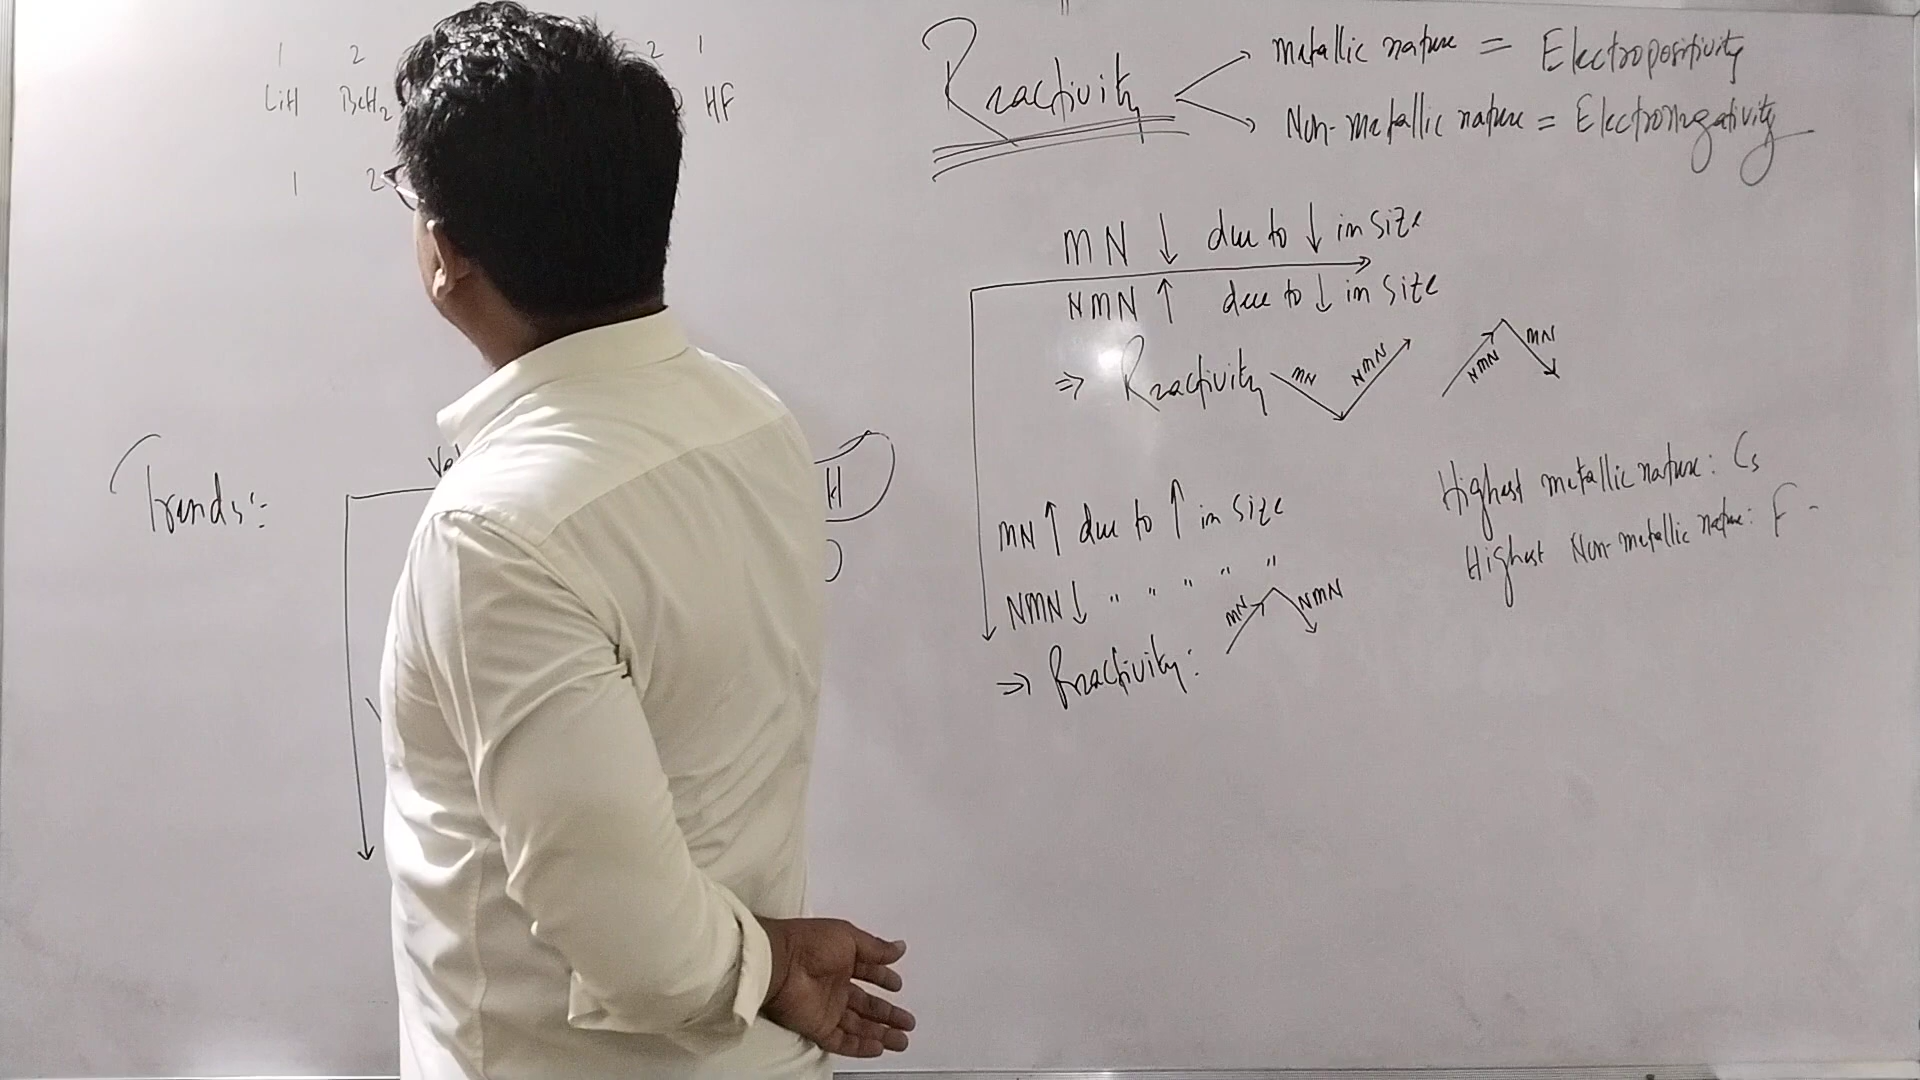 1 2 2 1
LiH BeH₂ HF
1 2
Trends :-
H
Reactivity
Metallic nature = Electropositivity
Non-metallic nature = Electronegativity
MN ↓ due to ↓ in size
NMN ↑ due to ↓ in size
⇒ Reactivity MN NMN NMN MN
Highest metallic nature : Cs
Highest Non-metallic nature : F
MN ↑ due to ↑ in size
NMN ↓ " " " "
⇒ Reactivity : MN NMN